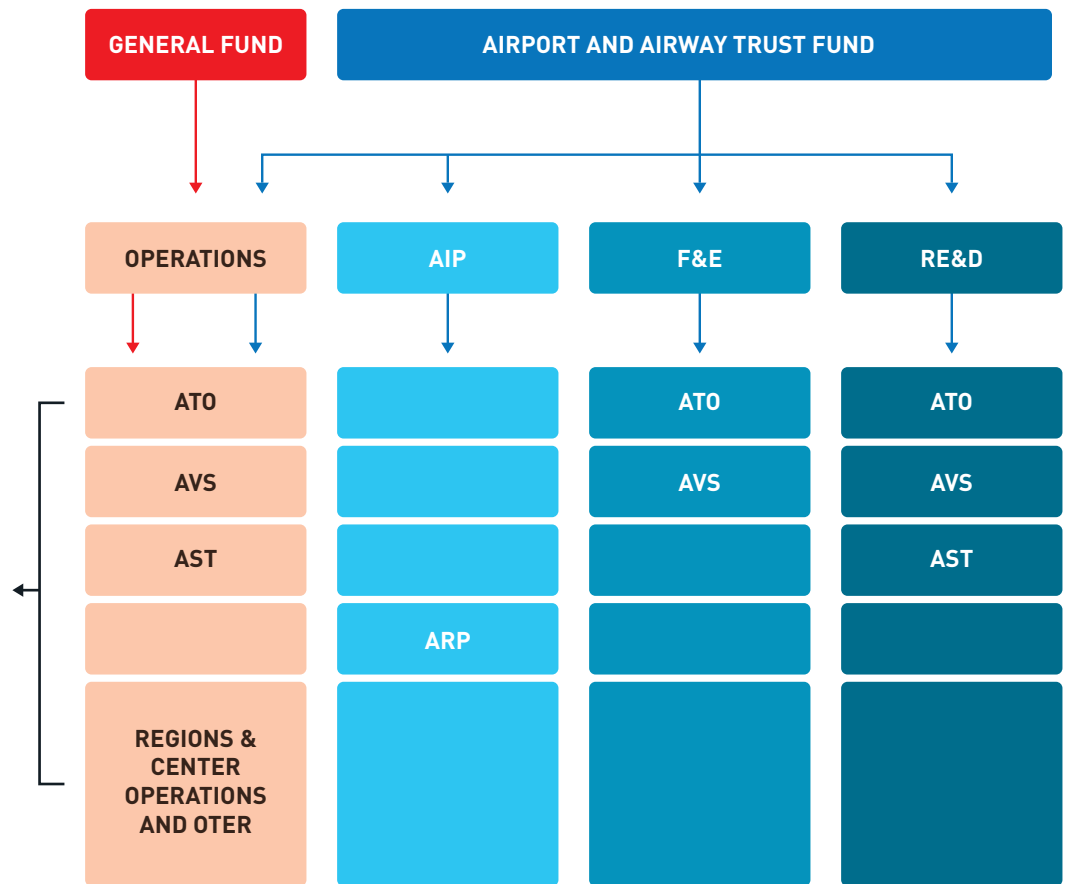 GENERAL FUND
AIRPORT AND AIRWAY TRUST FUND
OPERATIONS
AIP
F&E
RE&D
ATO
ATO
ATO
AVS
AVS
AVS
AST
AST
ARP
REGIONS &
CENTER
OPERATIONS
AND OTER